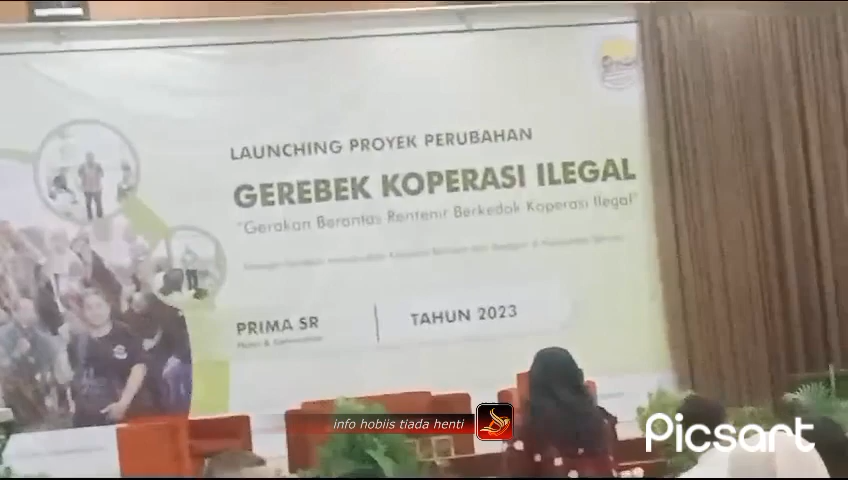 LAUNCHING PROYEK PERUBAHAN
GEREBEK KOPERASI ILEGAL
"Gerakan Berantas Rentenir Berkedok Koperasi Ilegal"
PRIMA SR
TAHUN 2023
info hobiis tiada henti
Picsart